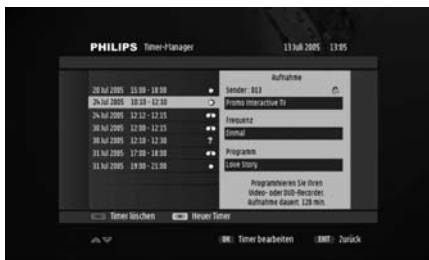 PHILIPS Timer-Manager 13 Juli 2005 13:05
Aufnahme
20 Jul 2005 15:00 - 18:00 Sender: 013
24 Jul 2005 10:10 - 12:10 Promo Interactive TV
24 Jul 2005 12:12 - 12:15
Frequenz
30 Jul 2005 12:00 - 12:15
Einmal
30 Jul 2005 12:10 - 12:30 ?
31 Jul 2005 17:00 - 18:00 Programm
31 Jul 2005 19:30 - 21:00 Love Story
Programmieren Sie Ihren
Video- oder DVD-Recorder.
Aufnahme dauert 120 min.
Timer löschen Neuer Timer
OK Timer bearbeiten EXIT Zurück